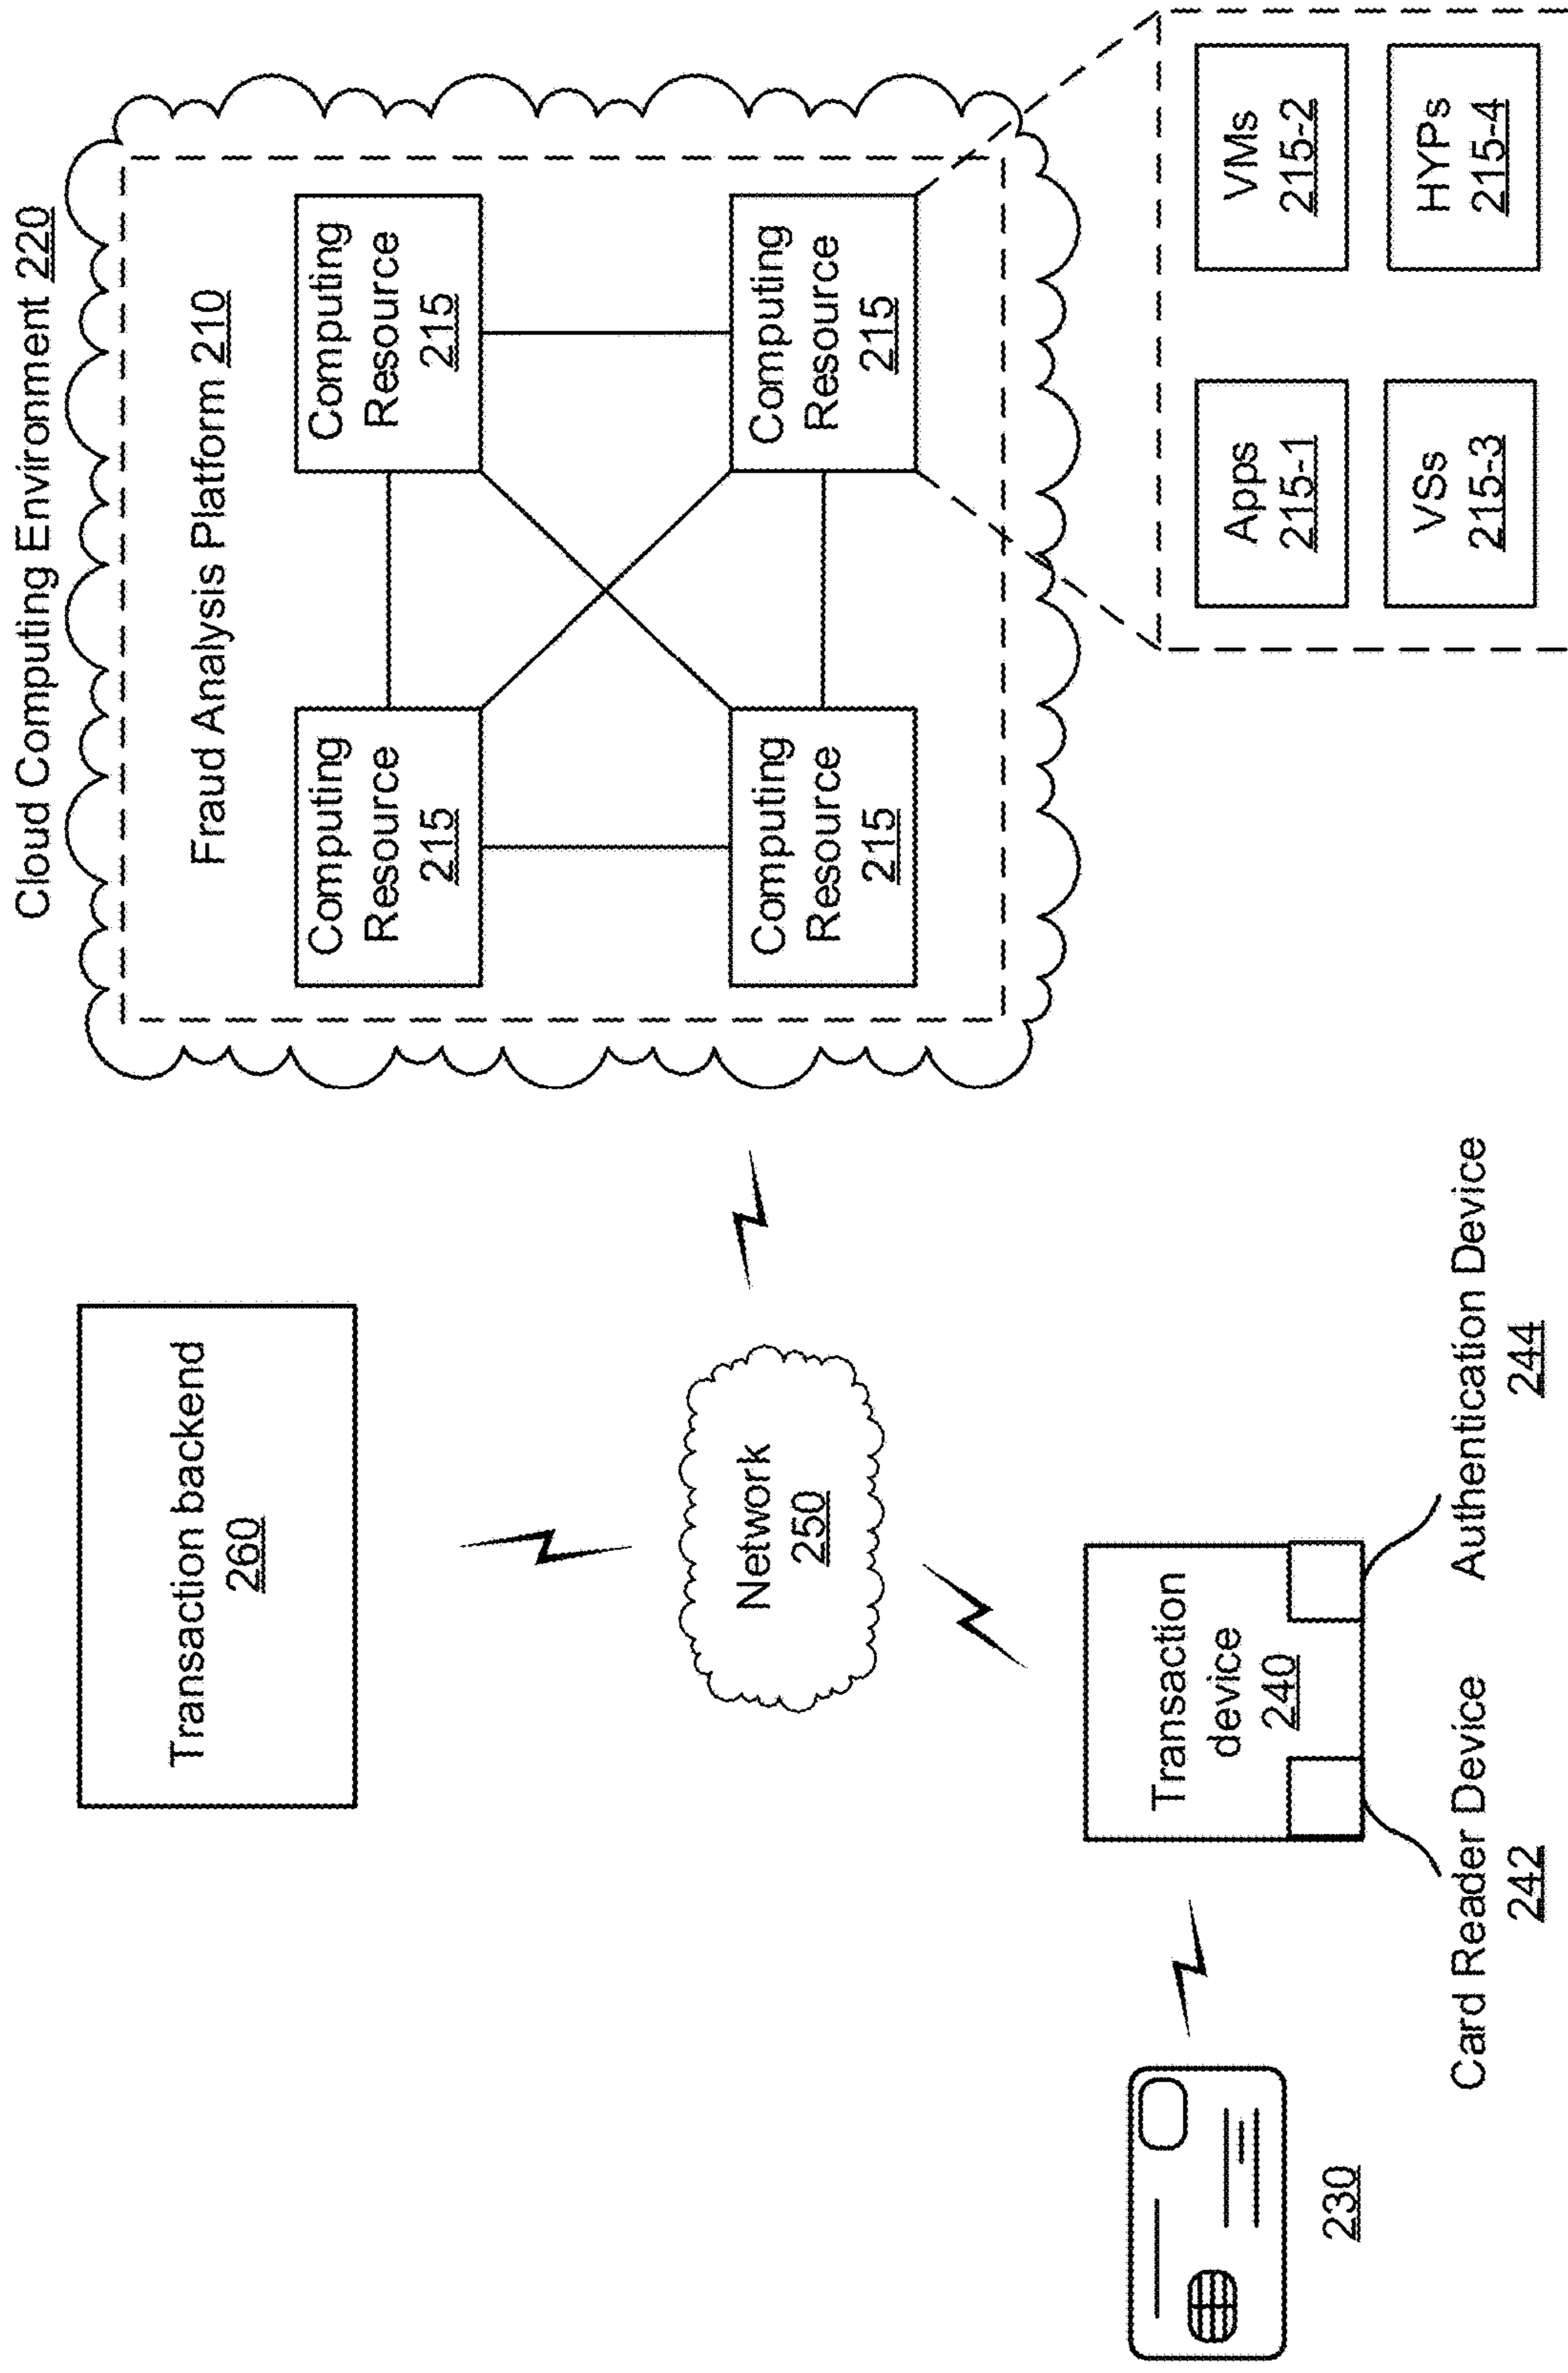 Cloud Computing Environment 220
Fraud Analysis Platform 210
Computing
Resource
215
Computing
Resource
215
Computing
Resource
215
Computing
Resource
215
Apps
215-1
VMs
215-2
VSs
215-3
HYPs
215-4
Transaction backend
260
Network
250
Transaction
device
240
230
Card Reader Device
242
Authentication Device
244